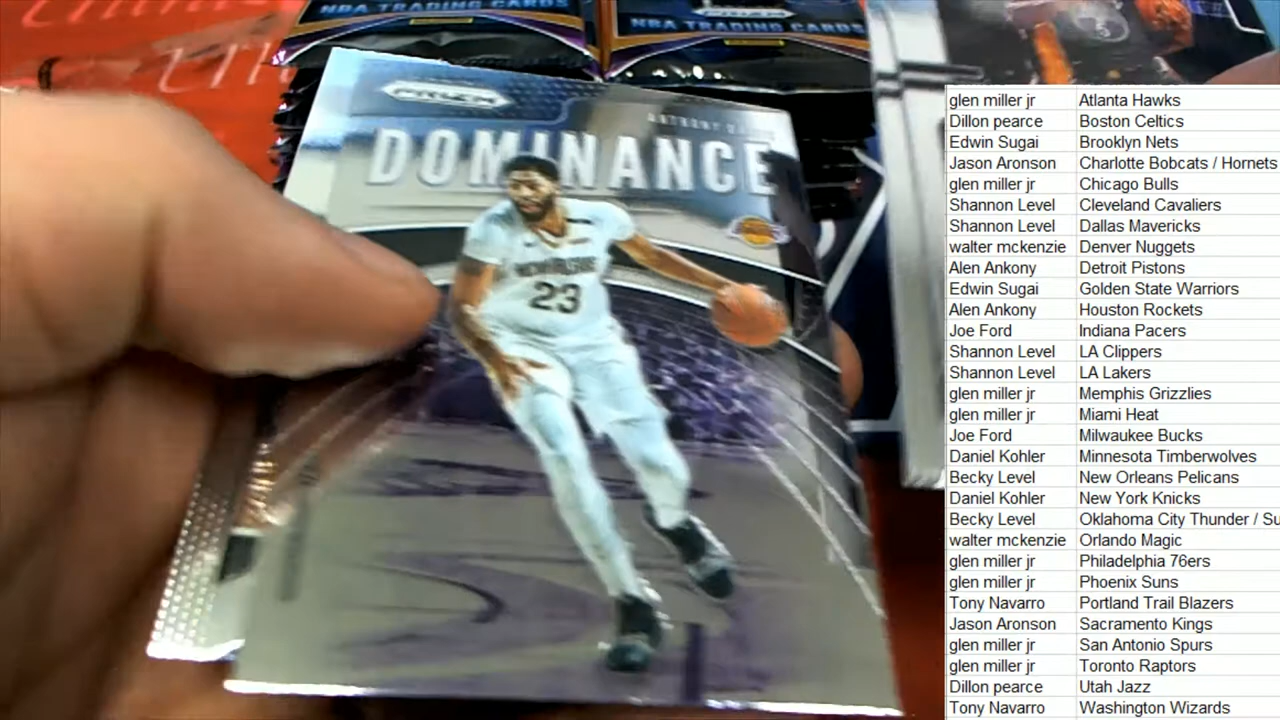 NBA TRADING CARDS
NBA TRADING CARDS
PRIZM
ANTHONY
DOMINANCE
NEW ORLEANS
23
glen miller jr Atlanta Hawks
Dillon pearce Boston Celtics
Edwin Sugai Brooklyn Nets
Jason Aronson Charlotte Bobcats / Hornets
glen miller jr Chicago Bulls
Shannon Level Cleveland Cavaliers
Shannon Level Dallas Mavericks
walter mckenzie Denver Nuggets
Alen Ankony Detroit Pistons
Edwin Sugai Golden State Warriors
Alen Ankony Houston Rockets
Joe Ford Indiana Pacers
Shannon Level LA Clippers
Shannon Level LA Lakers
glen miller jr Memphis Grizzlies
glen miller jr Miami Heat
Joe Ford Milwaukee Bucks
Daniel Kohler Minnesota Timberwolves
Becky Level New Orleans Pelicans
Daniel Kohler New York Knicks
Becky Level Oklahoma City Thunder / Su
walter mckenzie Orlando Magic
glen miller jr Philadelphia 76ers
glen miller jr Phoenix Suns
Tony Navarro Portland Trail Blazers
Jason Aronson Sacramento Kings
glen miller jr San Antonio Spurs
glen miller jr Toronto Raptors
Dillon pearce Utah Jazz
Tony Navarro Washington Wizards